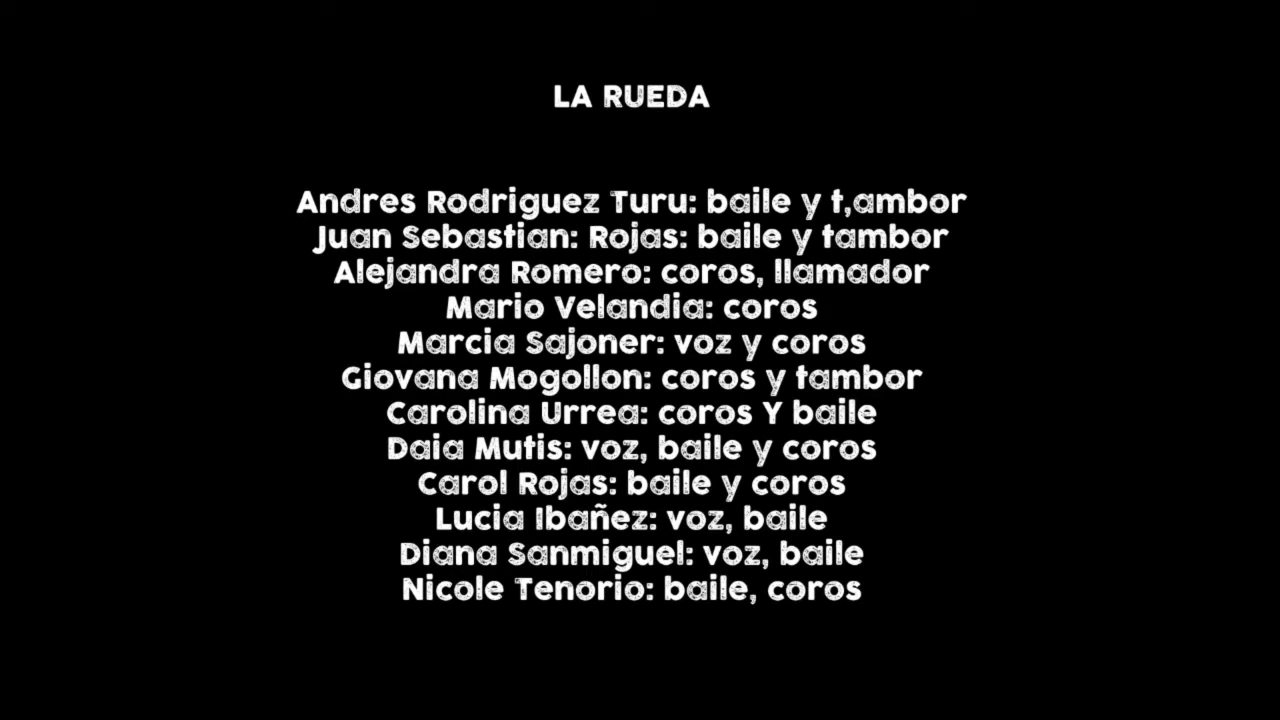 LA RUEDA
Andres Rodriguez Turu: baile y t,ambor
Juan Sebastian: Rojas: baile y tambor
Alejandra Romero: coros, llamador
Mario Velandia: coros
Marcia Sajoner: voz y coros
Giovana Mogollon: coros y tambor
Carolina Urrea: coros Y baile
Daia Mutis: voz, baile y coros
Carol Rojas: baile y coros
Lucia Ibañez: voz, baile
Diana Sanmiguel: voz, baile
Nicole Tenorio: baile, coros